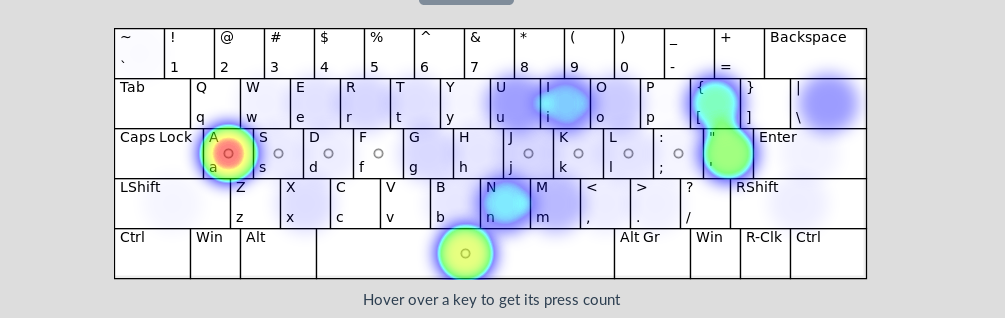 ~ ! @ # $ % ^ & * ( ) _ + Backspace
` 1 2 3 4 5 6 7 8 9 0 - =
Tab Q W E R T Y U I O P { } |
q w e r t y u i o p [ ] \
Caps Lock A S D F G H J K L : " Enter
a s d f g h j k l ; '
LShift Z X C V B N M < > ? RShift
z x c v b n m , . /
Ctrl Win Alt Alt Gr Win R-Clk Ctrl
Hover over a key to get its press count